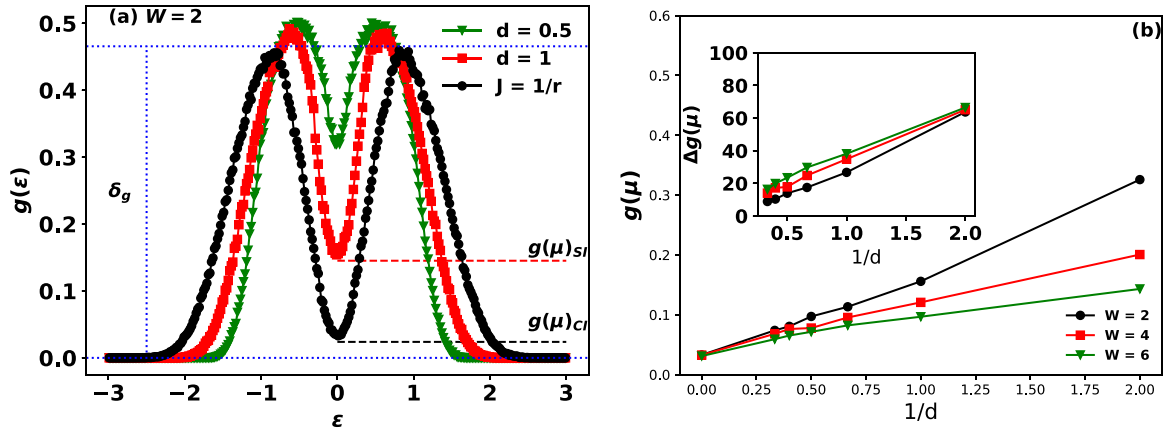 (a) W = 2
d = 0.5
d = 1
J = 1/r
g(ε)
0.5
0.4
0.3
0.2
0.1
0.0
δg
g(μ)SI
g(μ)CI
−3 −2 −1 0 1 2 3
ε
(b)
g(μ)
0.6
0.5
0.4
0.3
0.2
0.1
0.0
Δg(μ)
100
80
60
40
20
0
0.5 1.0 1.5 2.0
1/d
W = 2
W = 4
W = 6
0.00 0.25 0.50 0.75 1.00 1.25 1.50 1.75 2.00
1/d